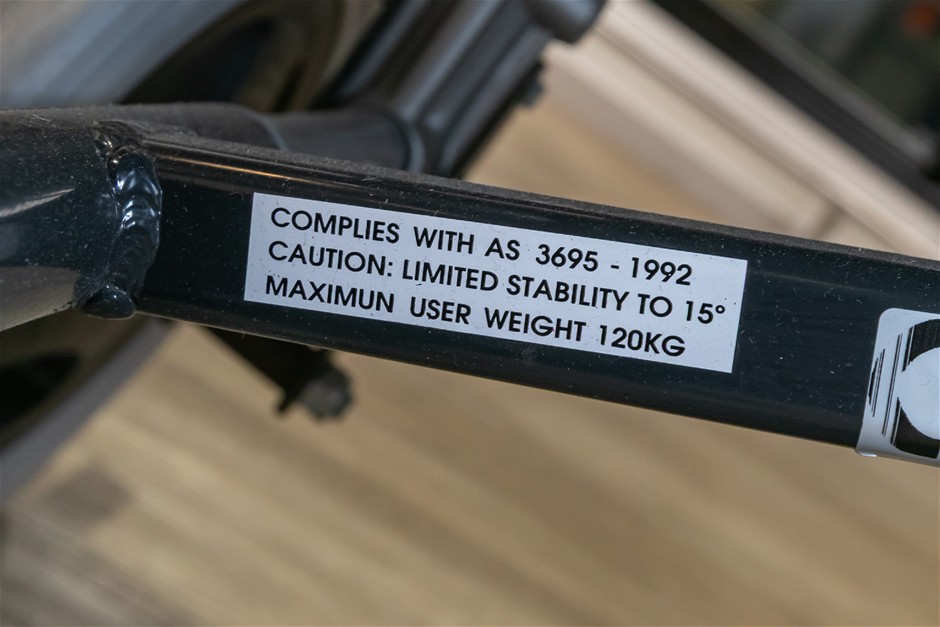 COMPLIES WITH AS 3695 - 1992
CAUTION: LIMITED STABILITY TO 15°
MAXIMUN USER WEIGHT 120KG